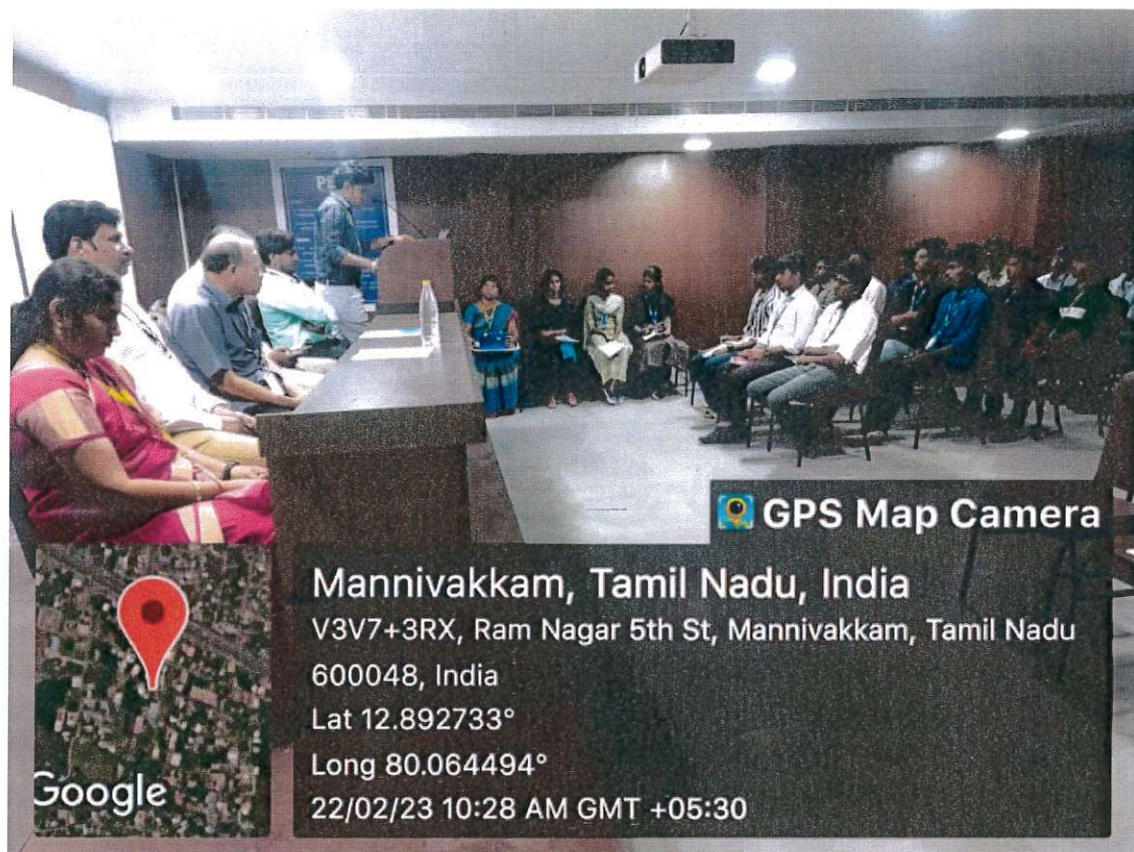 GPS Map Camera
Mannivakkam, Tamil Nadu, India
V3V7+3RX, Ram Nagar 5th St, Mannivakkam, Tamil Nadu
600048, India
Lat 12.892733°
Long 80.064494°
22/02/23 10:28 AM GMT +05:30
Google